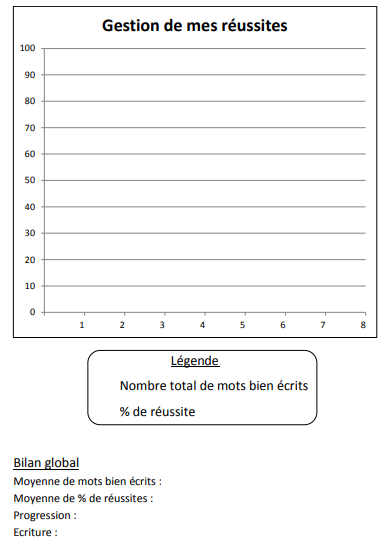 Gestion de mes réussites
100
90
80
70
60
50
40
30
20
10
0
1 2 3 4 5 6 7 8
Légende
Nombre total de mots bien écrits
% de réussite
Bilan global
Moyenne de mots bien écrits :
Moyenne de % de réussites :
Progression :
Ecriture :